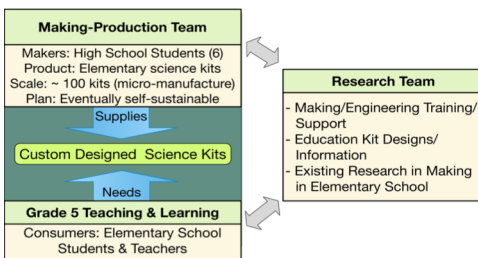 Making-Production Team
Makers: High School Students (6)
Product: Elementary science kits
Scale: ~ 100 kits (micro-manufacture)
Plan: Eventually self-sustainable
Supplies
Custom Designed Science Kits
Needs
Grade 5 Teaching & Learning
Consumers: Elementary School
Students & Teachers
Research Team
- Making/Engineering Training/
Support
- Education Kit Designs/
Information
- Existing Research in Making
in Elementary School